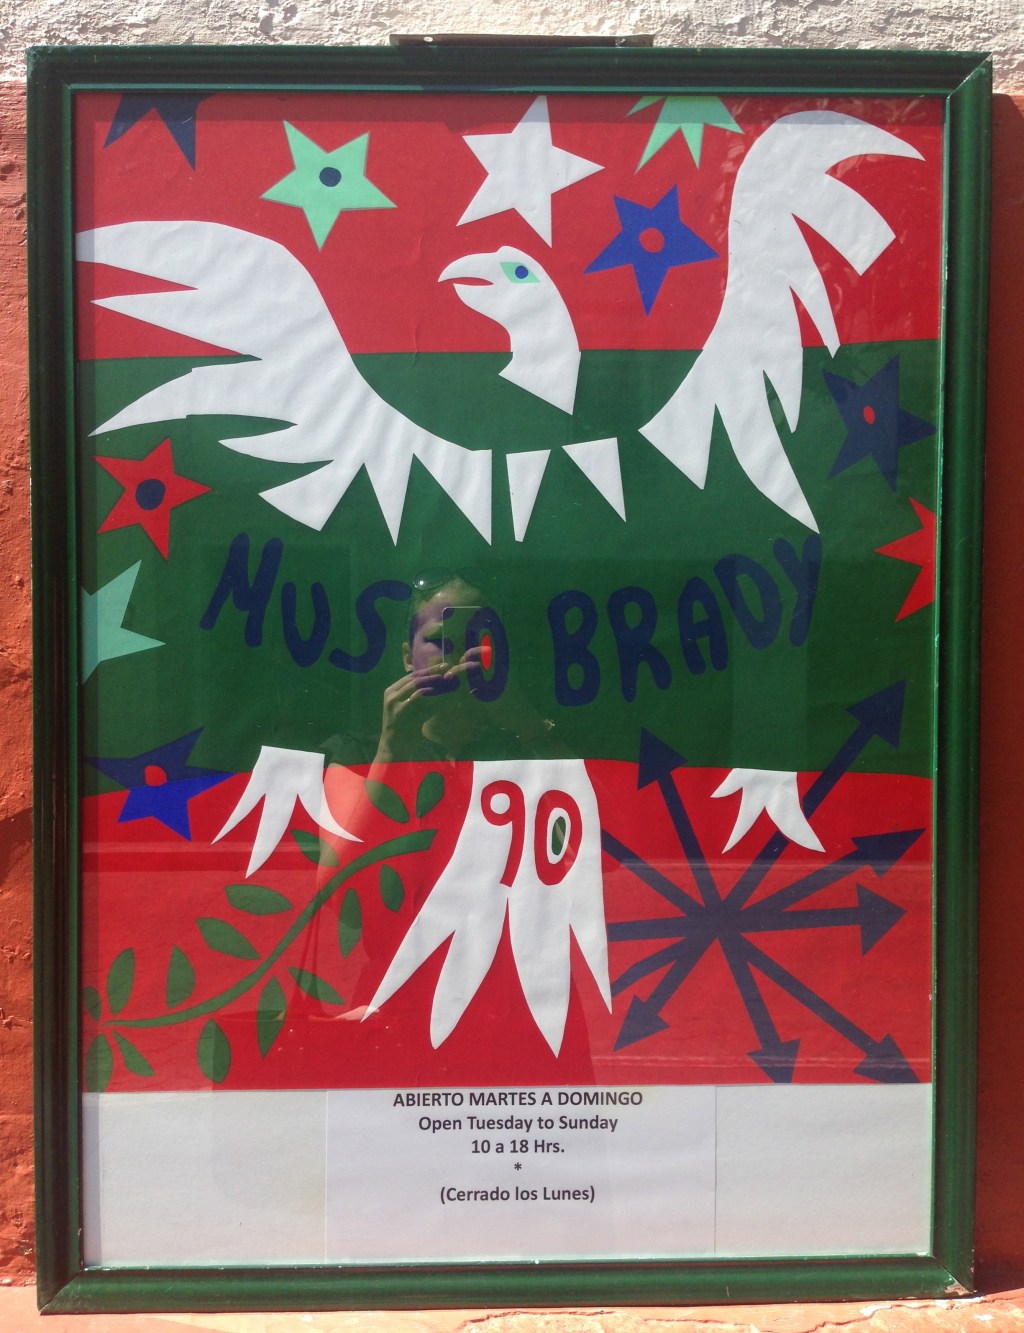 MUSEO BRADY
90
ABIERTO MARTES A DOMINGO
Open Tuesday to Sunday
10 a 18 Hrs.
*
(Cerrado los Lunes)